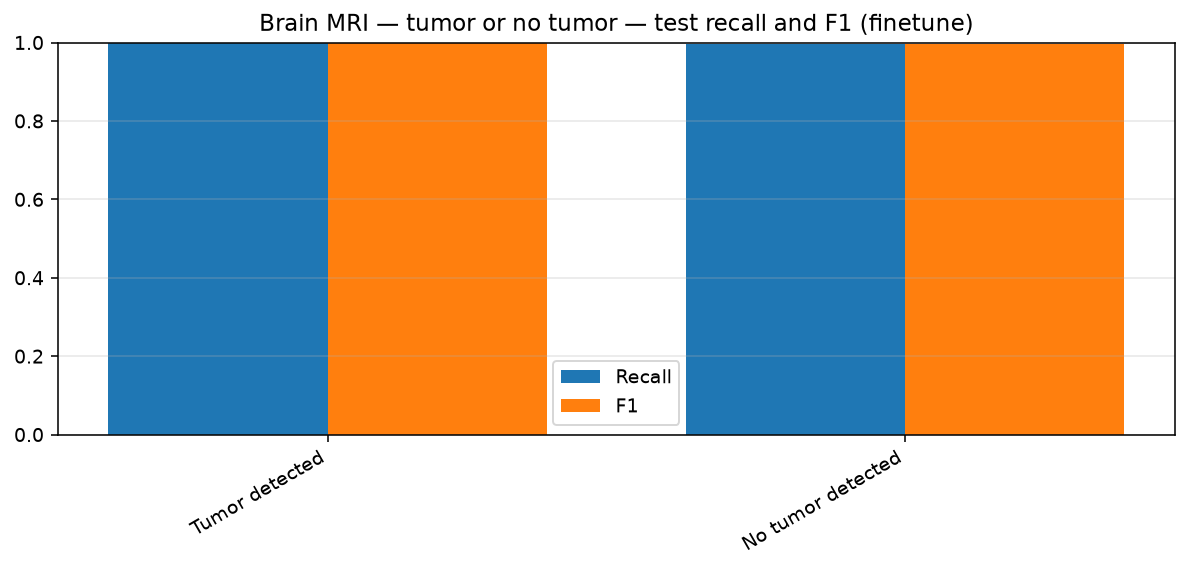 Brain MRI — tumor or no tumor — test recall and F1 (finetune)
1.0
0.8
0.6
0.4
0.2
0.0
Recall
F1
Tumor detected
No tumor detected